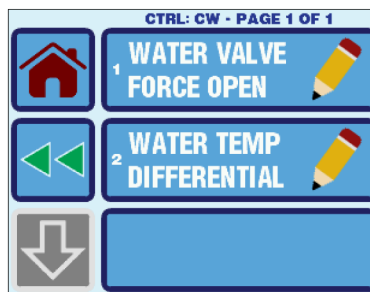 CTRL: CW - PAGE 1 OF 1
1 WATER VALVE
FORCE OPEN
2 WATER TEMP
DIFFERENTIAL